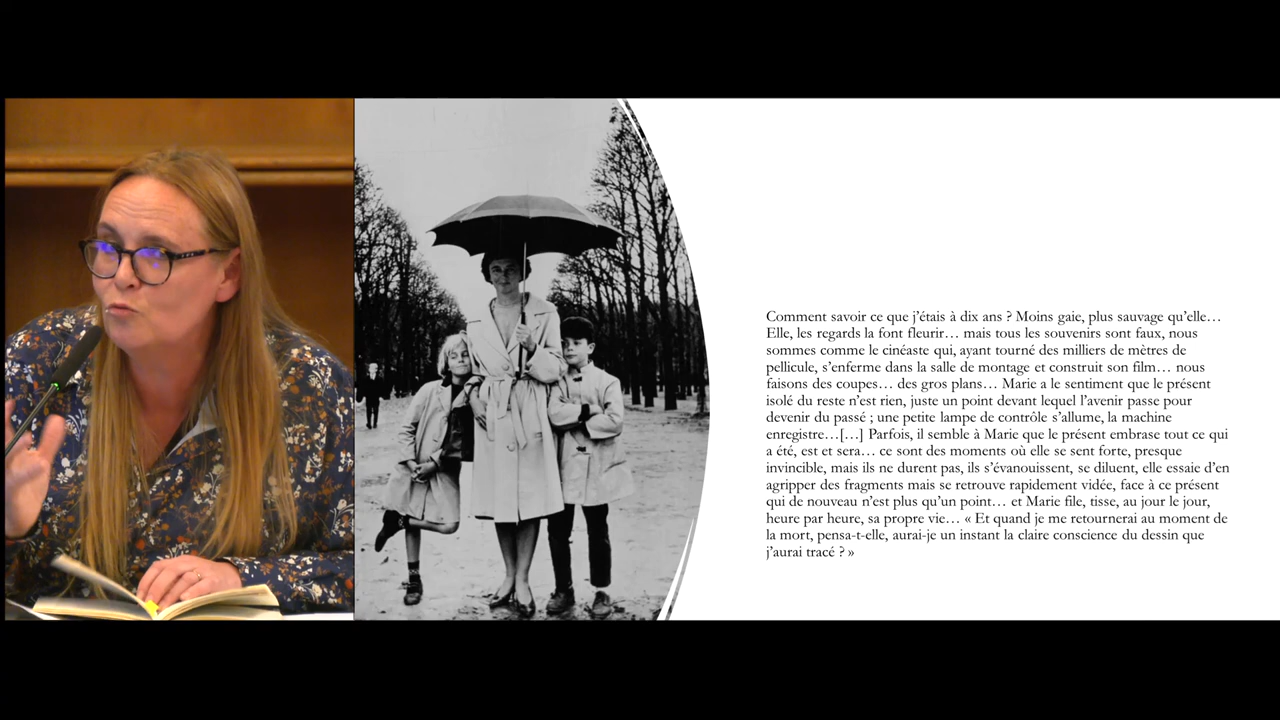 Comment savoir ce que j’étais à dix ans ? Moins gaie, plus sauvage qu’elle…
Elle, les regards la font fleurir… mais tous les souvenirs sont faux, nous
sommes comme le cinéaste qui, ayant tourné des milliers de mètres de
pellicule, s’enferme dans la salle de montage et construit son film… nous
faisons des coupes… des gros plans… Marie a le sentiment que le présent
isolé du reste n’est rien, juste un point devant lequel l’avenir passe pour
devenir du passé ; une petite lampe de contrôle s’allume, la machine
enregistre…[…] Parfois, il semble à Marie que le présent embrase tout ce qui
a été, est et sera… ce sont des moments où elle se sent forte, presque
invincible, mais ils ne durent pas, ils s’évanouissent, se diluent, elle essaie d’en
agripper des fragments mais se retrouve rapidement vidée, face à ce présent
qui de nouveau n’est plus qu’un point… et Marie file, tisse, au jour le jour,
heure par heure, sa propre vie… « Et quand je me retournerai au moment de
la mort, pensa-t-elle, aurai-je un instant la claire conscience du dessin que
j’aurai tracé ? »